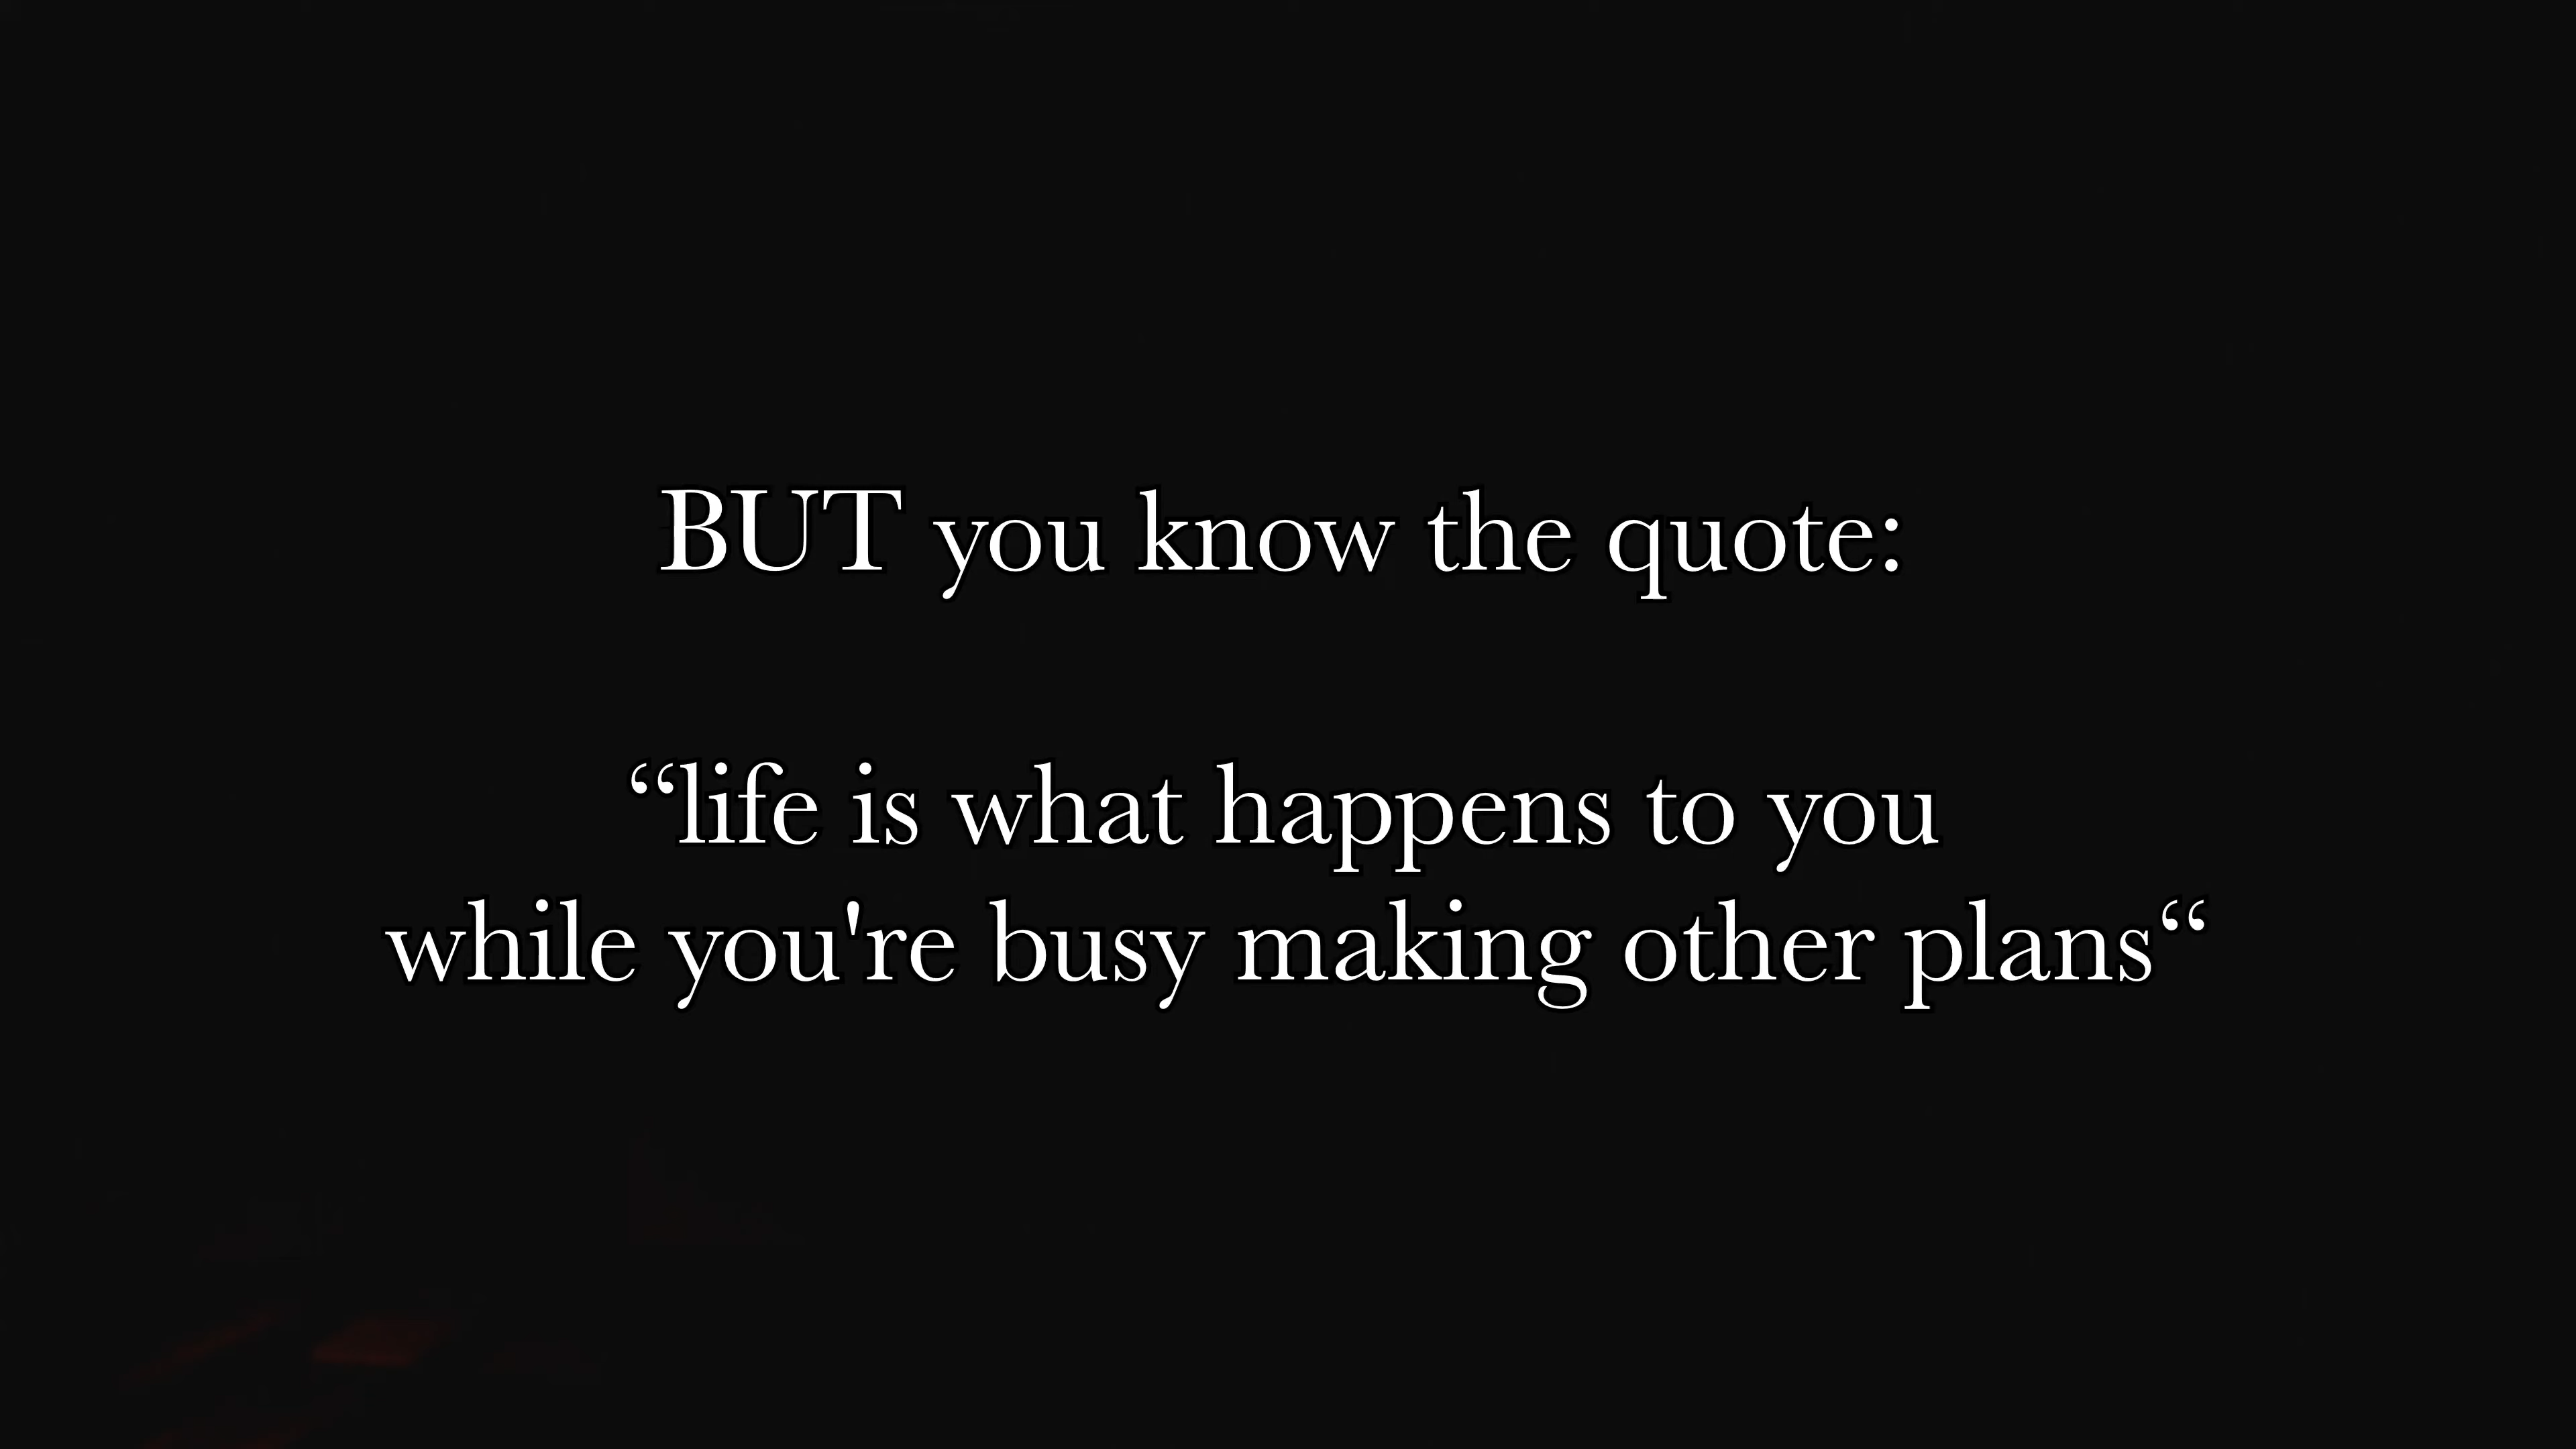 BUT you know the quote:
“life is what happens to you
while you're busy making other plans“